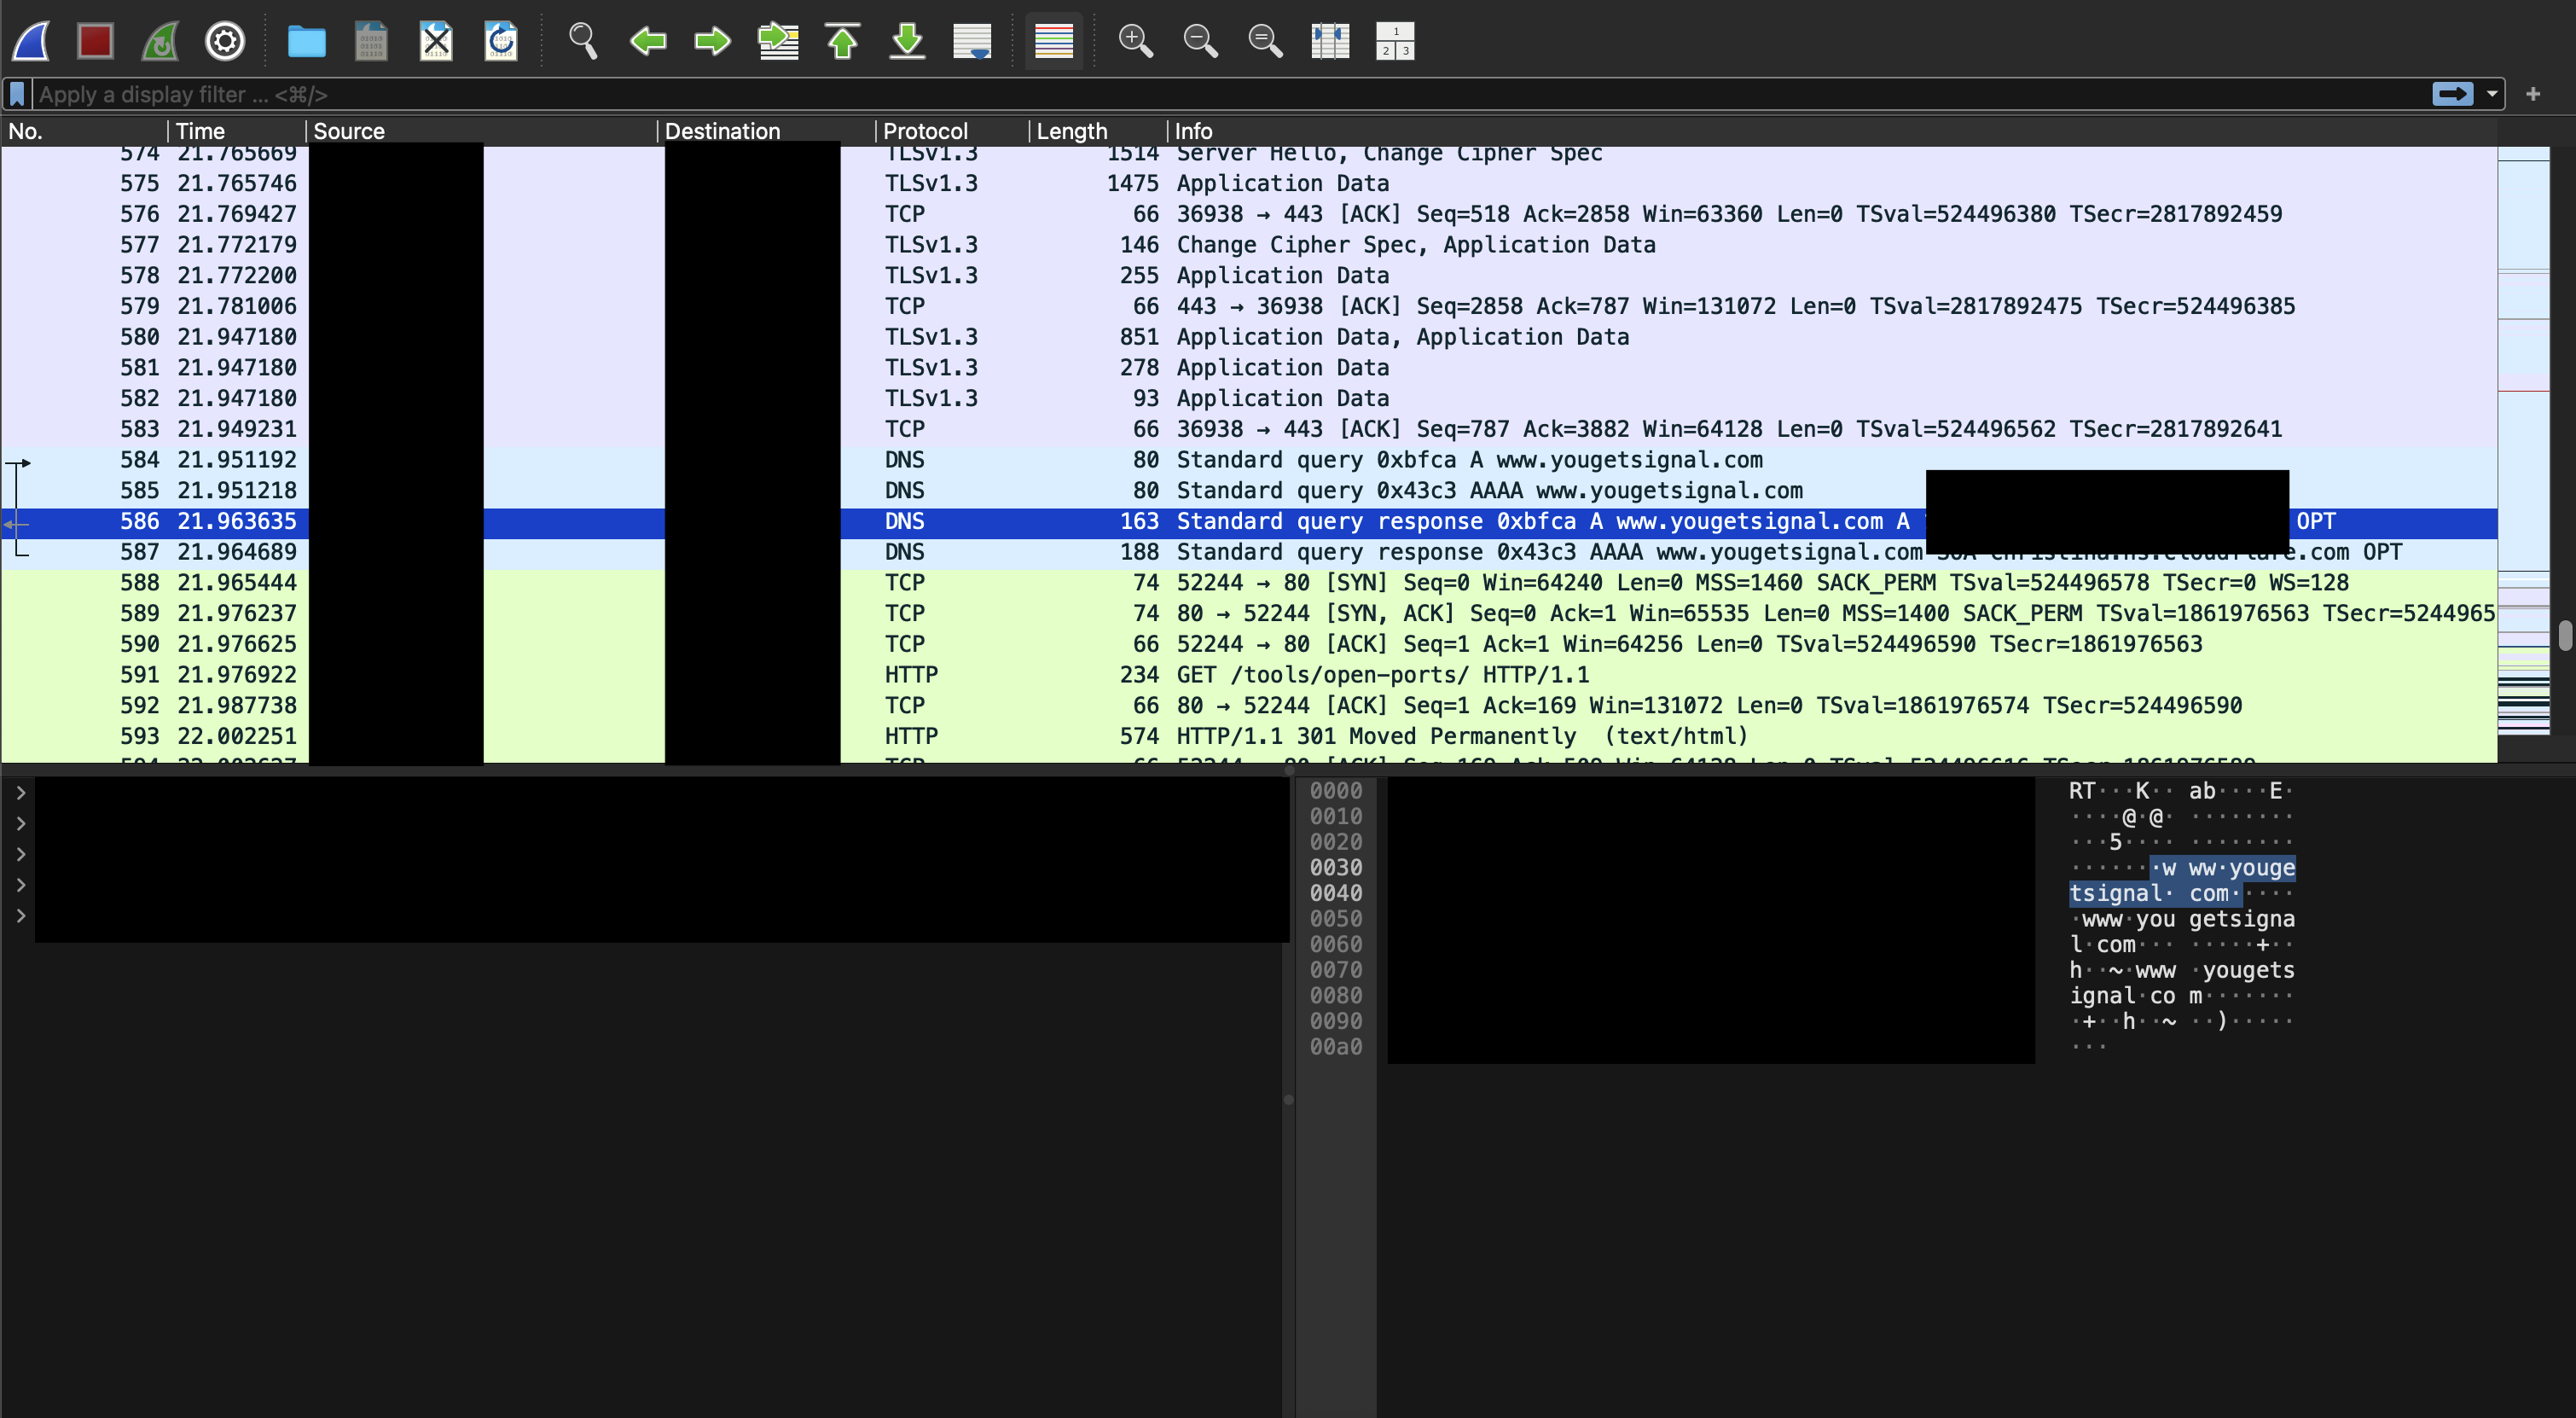 Apply a display filter ... <⌘/>
No. Time Source Destination Protocol Length Info
574 21.765669 TLSv1.3 1514 Server Hello, Change Cipher Spec
575 21.765746 TLSv1.3 1475 Application Data
576 21.769427 TCP 66 36938 → 443 [ACK] Seq=518 Ack=2858 Win=63360 Len=0 TSval=524496380 TSecr=2817892459
577 21.772179 TLSv1.3 146 Change Cipher Spec, Application Data
578 21.772200 TLSv1.3 255 Application Data
579 21.781006 TCP 66 443 → 36938 [ACK] Seq=2858 Ack=787 Win=131072 Len=0 TSval=2817892475 TSecr=524496385
580 21.947180 TLSv1.3 851 Application Data, Application Data
581 21.947180 TLSv1.3 278 Application Data
582 21.947180 TLSv1.3 93 Application Data
583 21.949231 TCP 66 36938 → 443 [ACK] Seq=787 Ack=3882 Win=64128 Len=0 TSval=524496562 TSecr=2817892641
584 21.951192 DNS 80 Standard query 0xbfca A www.yougetsignal.com
585 21.951218 DNS 80 Standard query 0x43c3 AAAA www.yougetsignal.com
586 21.963635 DNS 163 Standard query response 0xbfca A www.yougetsignal.com A OPT
587 21.964689 DNS 188 Standard query response 0x43c3 AAAA www.yougetsignal.com SOA .com OPT
588 21.965444 TCP 74 52244 → 80 [SYN] Seq=0 Win=64240 Len=0 MSS=1460 SACK_PERM TSval=524496578 TSecr=0 WS=128
589 21.976237 TCP 74 80 → 52244 [SYN, ACK] Seq=0 Ack=1 Win=65535 Len=0 MSS=1400 SACK_PERM TSval=1861976563 TSecr=5244965
590 21.976625 TCP 66 52244 → 80 [ACK] Seq=1 Ack=1 Win=64256 Len=0 TSval=524496590 TSecr=1861976563
591 21.976922 HTTP 234 GET /tools/open-ports/ HTTP/1.1
592 21.987738 TCP 66 80 → 52244 [ACK] Seq=1 Ack=169 Win=131072 Len=0 TSval=1861976574 TSecr=524496590
593 22.002251 HTTP 574 HTTP/1.1 301 Moved Permanently (text/html)
0000 RT···K·· ab····E·
0010 ····@·@· ········
0020 ···5···· ········
0030 ·······w ww·youge
0040 tsignal· com·····
0050 ·www·you getsigna
0060 l·com··· ·····+··
0070 h··~·www ·yougets
0080 ignal·co m·······
0090 ·+··h··~ ··)·····
00a0 ···